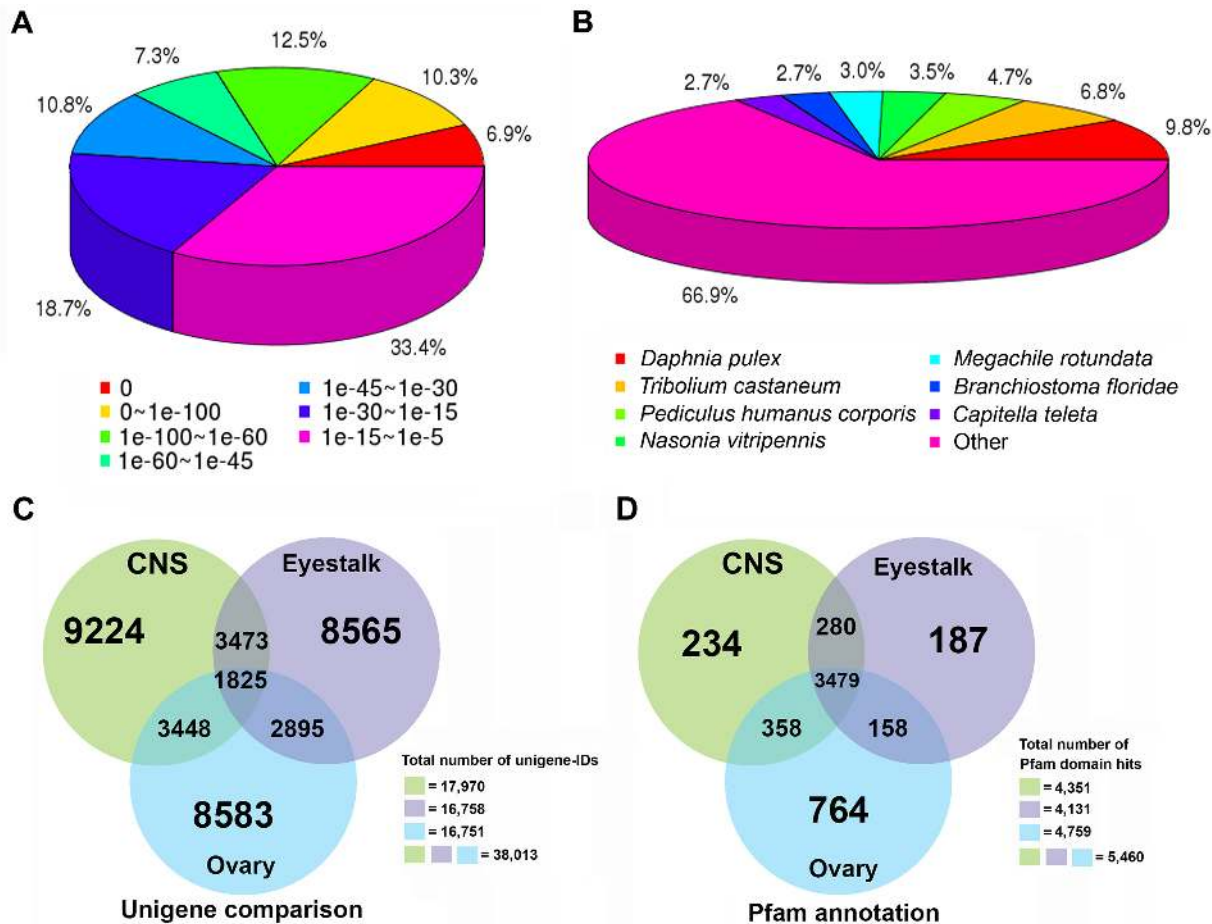 A
12.5%
7.3%
10.3%
10.8%
6.9%
18.7%
33.4%
0
0~1e-100
1e-100~1e-60
1e-60~1e-45
1e-45~1e-30
1e-30~1e-15
1e-15~1e-5
B
2.7%
2.7%
3.0%
3.5%
4.7%
6.8%
9.8%
66.9%
Daphnia pulex
Tribolium castaneum
Pediculus humanus corporis
Nasonia vitripennis
Megachile rotundata
Branchiostoma floridae
Capitella teleta
Other
C
CNS
Eyestalk
9224
3473
8565
1825
3448
2895
8583
Ovary
Total number of unigene-IDs
= 17,970
= 16,758
= 16,751
= 38,013
Unigene comparison
D
CNS
Eyestalk
234
280
187
3479
358
158
764
Ovary
Total number of
Pfam domain hits
= 4,351
= 4,131
= 4,759
= 5,460
Pfam annotation